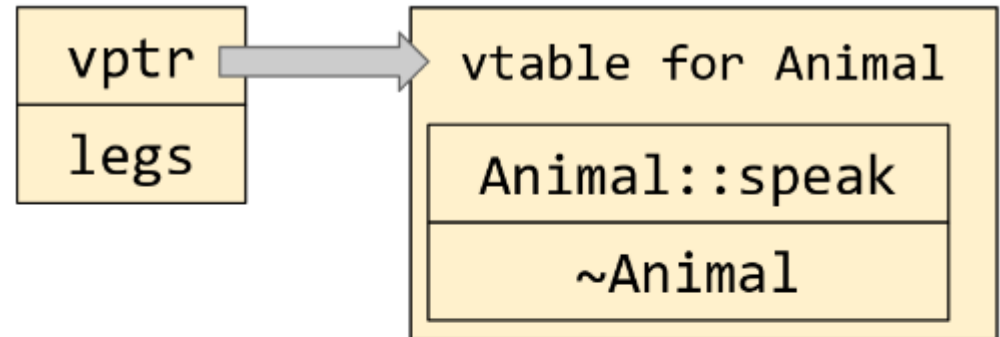 vptr
legs
vtable for Animal
Animal::speak
~Animal